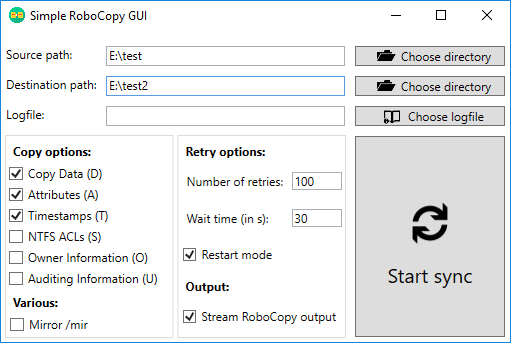 Simple RoboCopy GUI
Source path: E:\test Choose directory
Destination path: E:\test2 Choose directory
Logfile: Choose logfile
Copy options:
Copy Data (D)
Attributes (A)
Timestamps (T)
NTFS ACLs (S)
Owner Information (O)
Auditing Information (U)
Various:
Mirror /mir
Retry options:
Number of retries: 100
Wait time (in s): 30
Restart mode
Output:
Stream RoboCopy output
Start sync